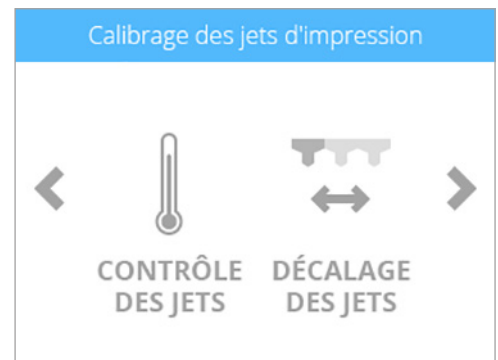 Calibrage des jets d'impression
CONTRÔLE
DES JETS
DÉCALAGE
DES JETS